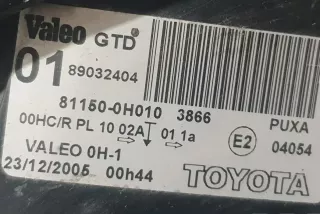 Valeo GTD®
01 89032404
81150-0H010 3866
00HC/R PL 10 02A 01 1a
PUXA
E2 04054
VALEO 0H-1
23/12/2005 00h44
TOYOTA